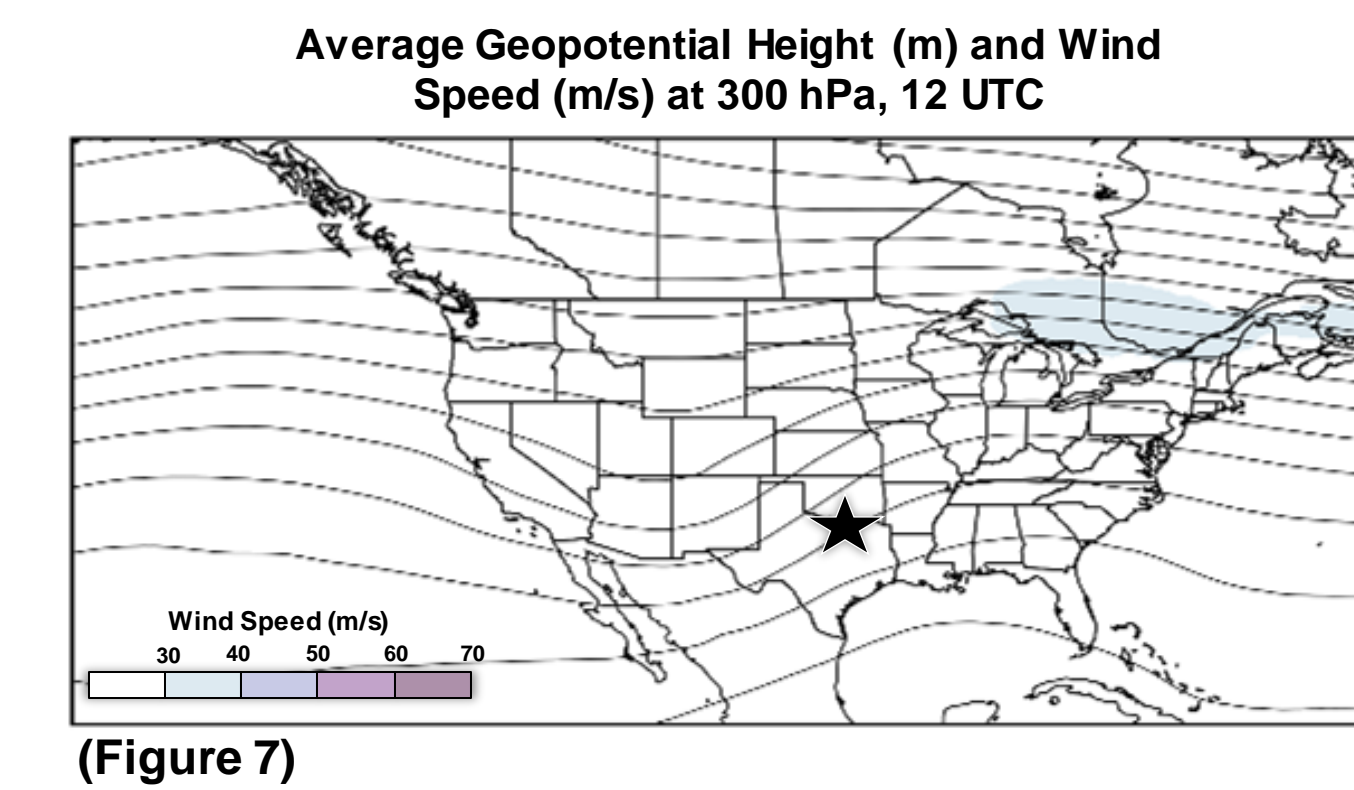 Average Geopotential Height (m) and Wind
Speed (m/s) at 300 hPa, 12 UTC
Wind Speed (m/s)
30 40 50 60 70
(Figure 7)